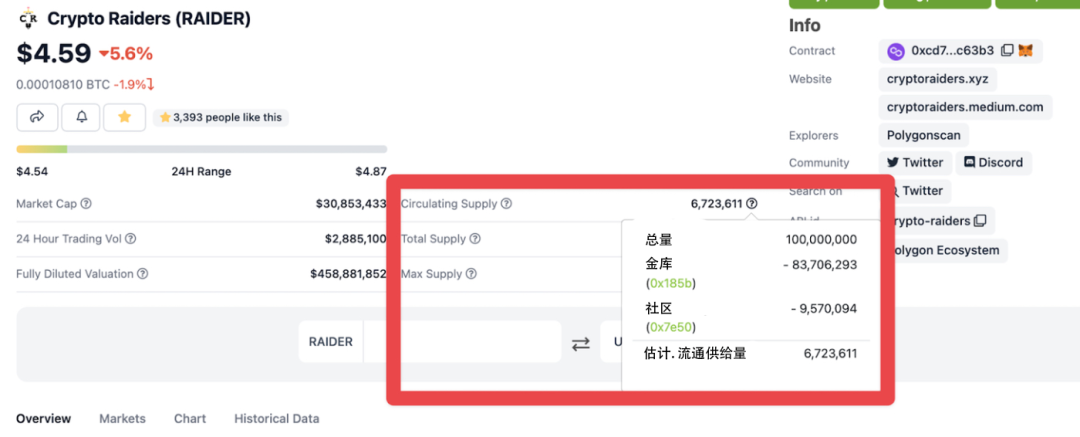 Crypto Raiders (RAIDER)
$4.59 5.6%
0.00010810 BTC -1.9%
3,393 people like this
$4.54 24H Range $4.87
Market Cap $30,853,433
24 Hour Trading Vol $2,885,100
Fully Diluted Valuation $458,881,852
Circulating Supply 6,723,611
Total Supply
Max Supply
总量 100,000,000
金库 - 83,706,293
(0x185b)
社区 - 9,570,094
(0x7e50)
估计.流通供给量 6,723,611
RAIDER
U
Info
Contract 0xcd7...c63b3
Website cryptoraiders.xyz
cryptoraiders.medium.com
Explorers Polygonscan
Community Twitter Discord
Search on Twitter
rypto-raiders
olygon Ecosystem
Overview Markets Chart Historical Data